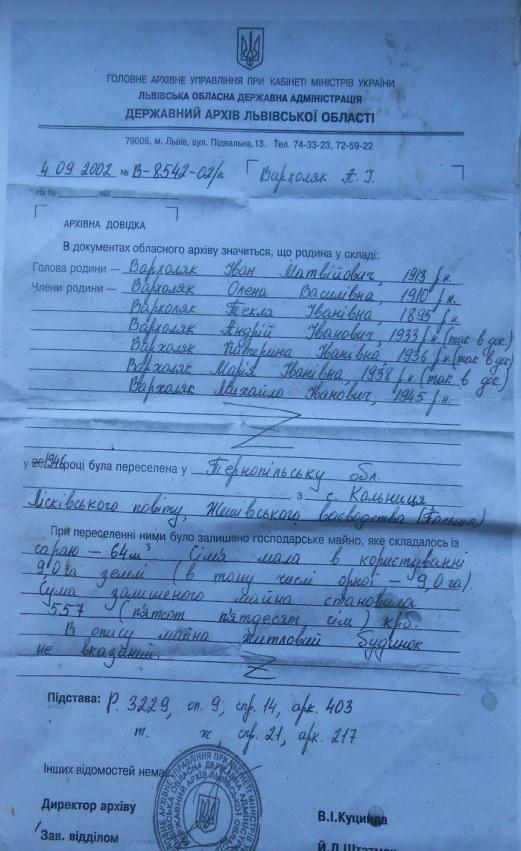 ГОЛОВНЕ АРХІВНЕ УПРАВЛІННЯ ПРИ КАБІНЕТІ МІНІСТРІВ УКРАЇНИ
ЛЬВІВСЬКА ОБЛАСНА ДЕРЖАВНА АДМІНІСТРАЦІЯ
ДЕРЖАВНИЙ АРХІВ ЛЬВІВСЬКОЇ ОБЛАСТІ
79008, м. Львів, вул. Підвальна,13. Тел. 74-33-23, 72-59-22
4.09.2002 № В-8542-02/п Вархоляк А. І.
На № від
АРХІВНА ДОВІДКА
В документах обласного архіву значиться, що родина у складі:
Голова родини — Вархоляк Іван Матвійович, 1913 р.н.
Члени родини — Вархоляк Олена Василівна, 1910 р.н.
Вархоляк Текла Іванівна, 1895 р.н.
Вархоляк Андрій Іванович, 1933 р.н. (так в док.)
Вархоляк Катерина Іванівна 1936 р.н. (так в док.)
Вархоляк Марія Іванівна, 1938 р.н. (так в док.)
Вархоляк Михайло Іванович, 1945 р.н.
у 1946 році була переселена у Тернопільську обл.
з с. Кальниця
Ліськівського повіту, Жешівського воєводства (Польща)
При переселенні ними було залишено господарське майно, яке складалось із
сараю – 64 м³ Сім'я мала в користуванні
9,0 га землі (в тому числі орної – 9,0 га)
Сума залишеного майна становила
557 (п'ятсот п'ятдесят сім) крб.
В опису майна житловий будинок
не вказаний.
Підстава: Р. 3229, оп. 9, спр. 14, арк. 403
т. ж, спр. 21, арк. 217
Інших відомостей немає.
Директор архіву В.І.Куцинда
Зав. відділом